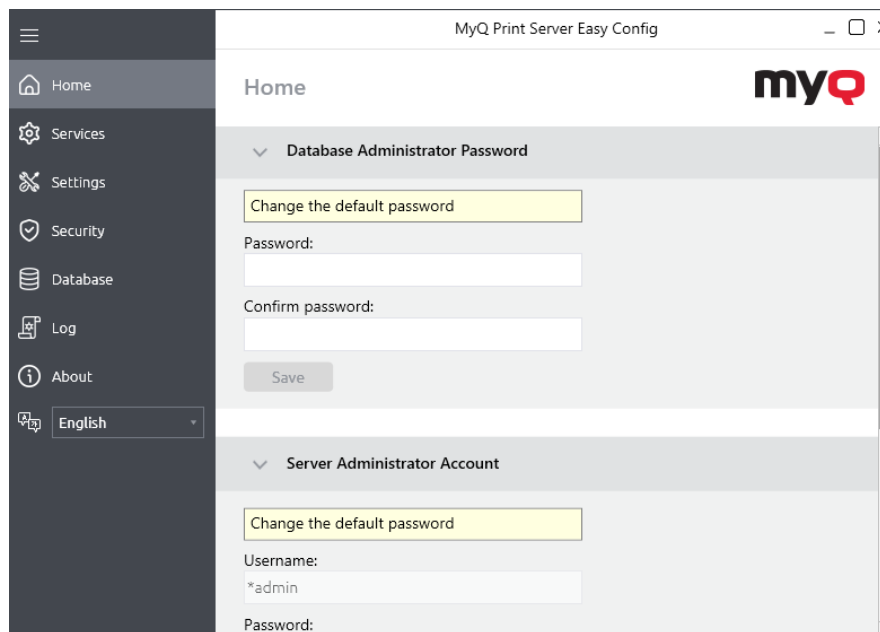 MyQ Print Server Easy Config
Home
Services
Settings
Security
Database
Log
About
English
Home
myQ
Database Administrator Password
Change the default password
Password:
Confirm password:
Save
Server Administrator Account
Change the default password
Username:
*admin
Password: